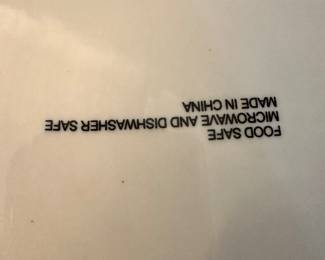 FOOD SAFE
MICROWAVE AND DISHWASHER SAFE
MADE IN CHINA